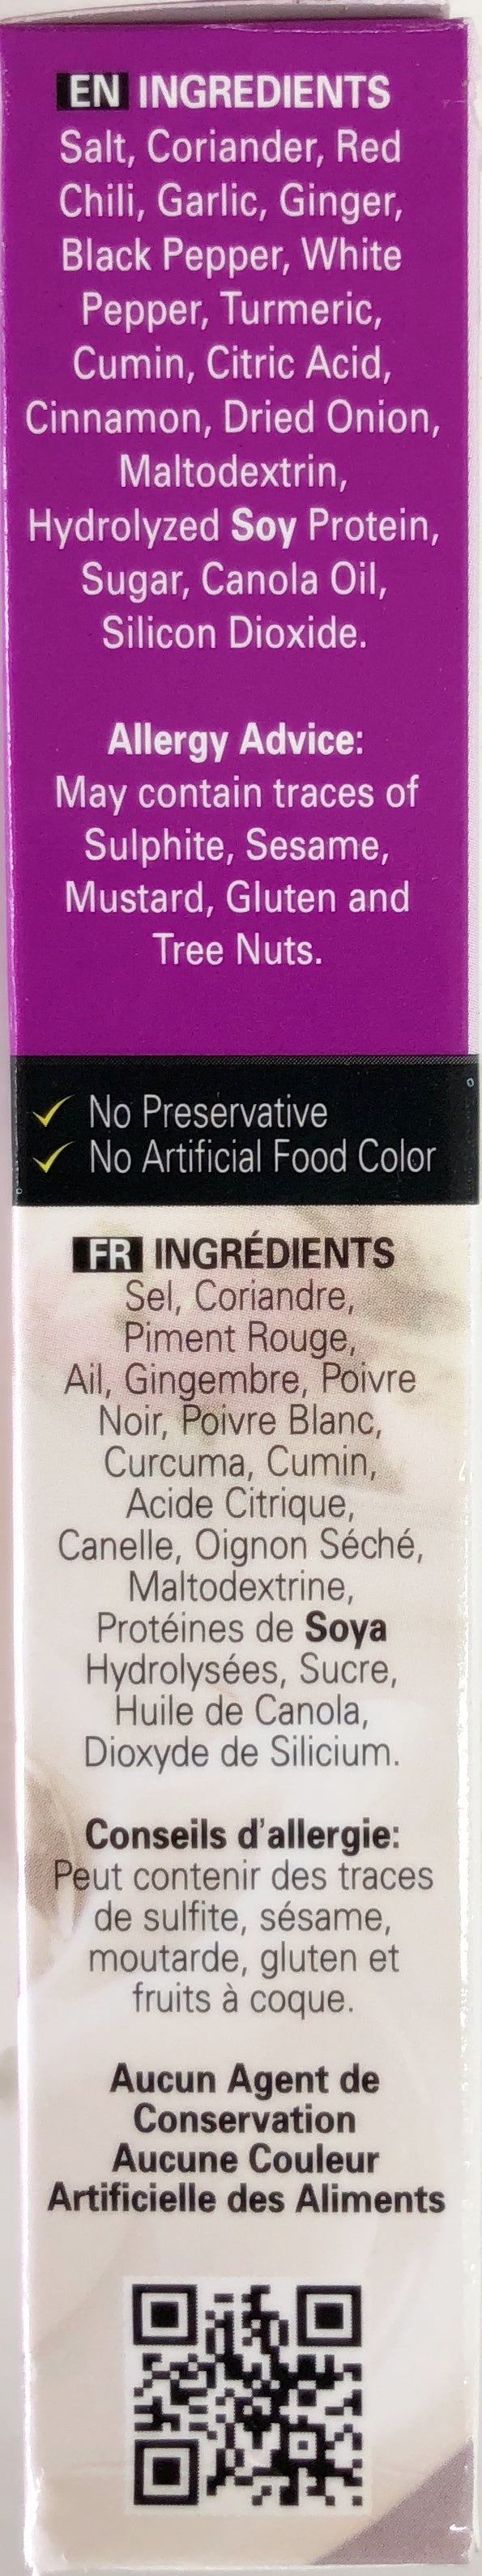 EN INGREDIENTS
Salt, Coriander, Red
Chili, Garlic, Ginger,
Black Pepper, White
Pepper, Turmeric,
Cumin, Citric Acid,
Cinnamon, Dried Onion,
Maltodextrin,
Hydrolyzed Soy Protein,
Sugar, Canola Oil,
Silicon Dioxide.
Allergy Advice:
May contain traces of
Sulphite, Sesame,
Mustard, Gluten and
Tree Nuts.
No Preservative
No Artificial Food Color
FR INGRÉDIENTS
Sel, Coriandre,
Piment Rouge,
Ail, Gingembre, Poivre
Noir, Poivre Blanc,
Curcuma, Cumin,
Acide Citrique,
Canelle, Oignon Séché,
Maltodextrine,
Protéines de Soya
Hydrolysées, Sucre,
Huile de Canola,
Dioxyde de Silicium.
Conseils d'allergie:
Peut contenir des traces
de sulfite, sésame,
moutarde, gluten et
fruits à coque.
Aucun Agent de
Conservation
Aucune Couleur
Artificielle des Aliments